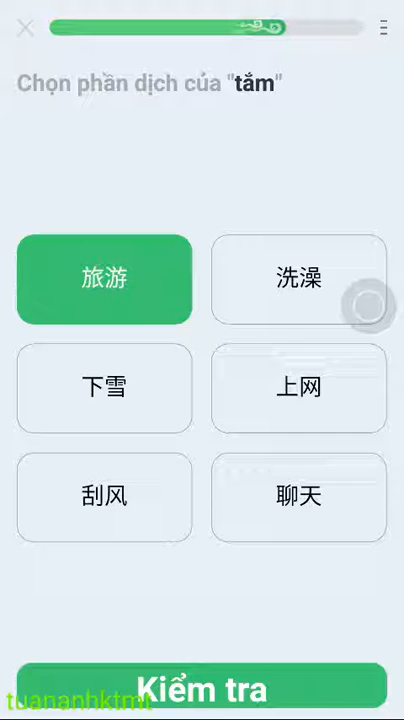 Chọn phần dịch của "tắm"
旅游
洗澡
下雪
上网
刮风
聊天
Kiểm tra
tuananhktmt